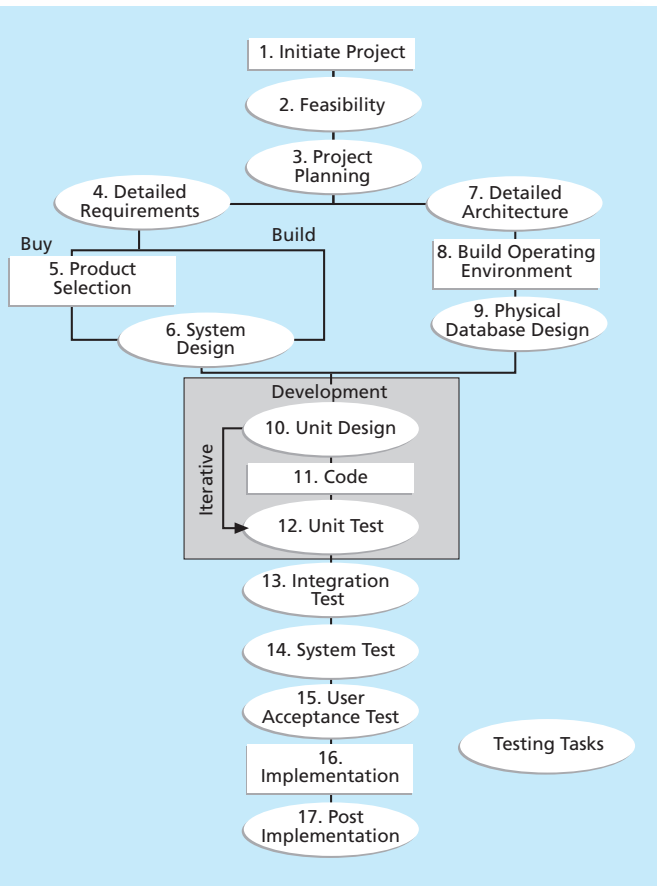 1. Initiate Project
2. Feasibility
3. Project
Planning
4. Detailed
Requirements
7. Detailed
Architecture
Buy
Build
5. Product
Selection
8. Build Operating
Environment
6. System
Design
9. Physical
Database Design
Development
10. Unit Design
Iterative
11. Code
12. Unit Test
13. Integration
Test
14. System Test
15. User
Acceptance Test
Testing Tasks
16.
Implementation
17. Post
Implementation